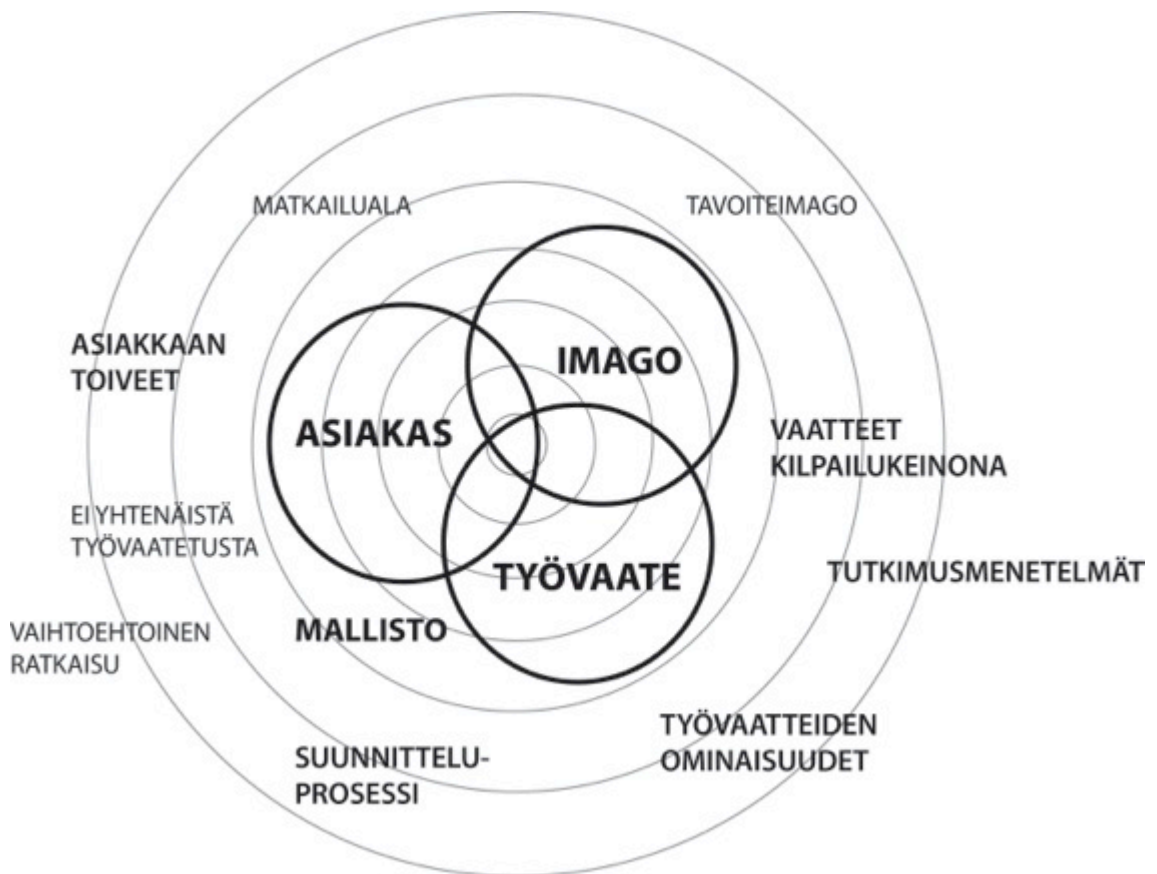 MATKAILUALA
TAVOITEIMAGO
ASIAKKAAN
TOIVEET
IMAGO
ASIAKAS
VAATTEET
KILPAILUKEINONA
EI YHTENÄISTÄ
TYÖVAATETUSTA
TYÖVAATE
TUTKIMUSMENETELMÄT
VAIHTOEHTOINEN
RATKAISU
MALLISTO
TYÖVAATTEIDEN
OMINAISUUDET
SUUNNITTELU-
PROSESSI